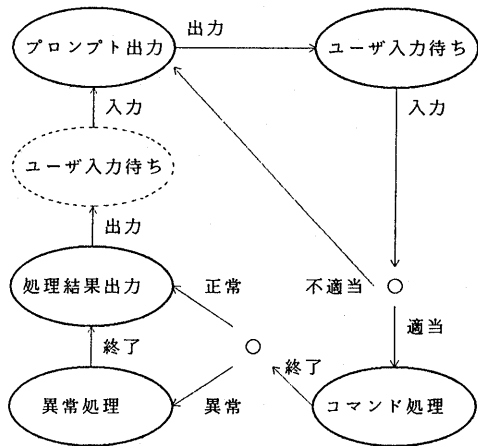 出力
プロンプト出力
ユーザ入力待ち
入力
入力
ユーザ入力待ち
出力
処理結果出力
正常
不適当
適当
終了
終了
異常処理
異常
コマンド処理